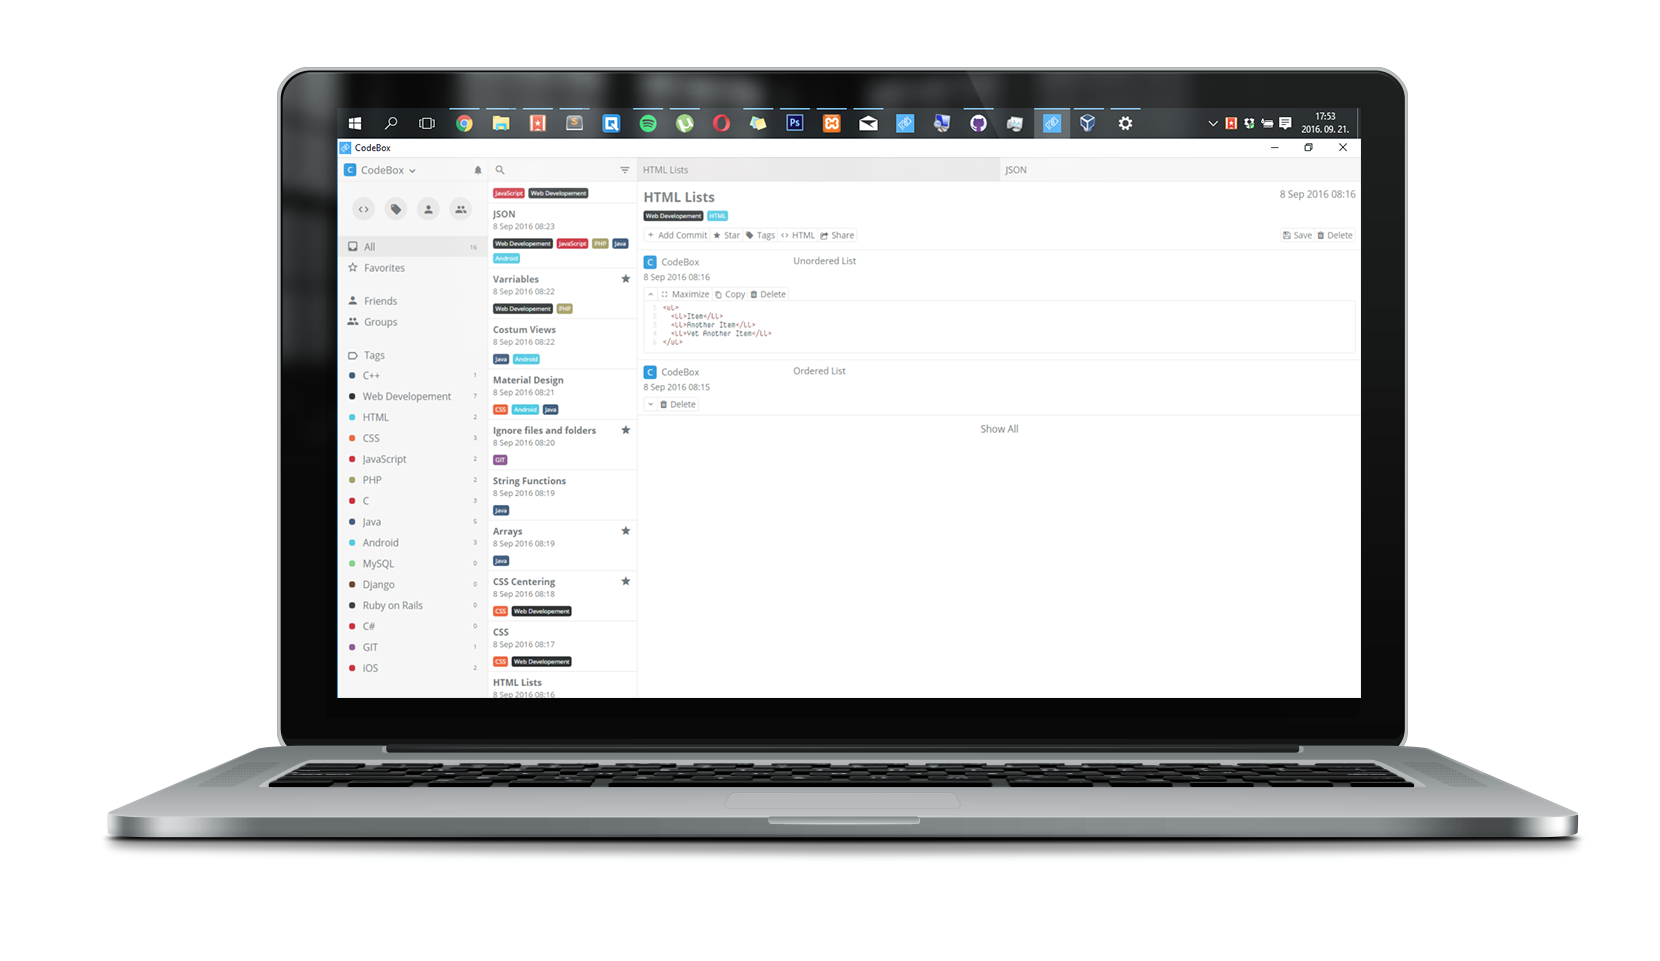 17:53
2016. 09. 21.
CodeBox
CodeBox
HTML Lists
JSON
All 16
Favorites
Friends
Groups
Tags
C++ 1
Web Developement 7
HTML 2
CSS 3
JavaScript 2
PHP 2
C 3
Java 5
Android 3
MySQL 0
Django 0
Ruby on Rails 0
C# 0
GIT 1
iOS 2
JavaScript Web Developement
JSON
8 Sep 2016 08:23
Web Developement JavaScript PHP Java
Android
Varriables
8 Sep 2016 08:22
Web Developement PHP
Costum Views
8 Sep 2016 08:22
Java Android
Material Design
8 Sep 2016 08:21
CSS Android Java
Ignore files and folders
8 Sep 2016 08:20
GIT
String Functions
8 Sep 2016 08:19
Java
Arrays
8 Sep 2016 08:19
Java
CSS Centering
8 Sep 2016 08:18
CSS Web Developement
CSS
8 Sep 2016 08:17
CSS Web Developement
HTML Lists
8 Sep 2016 08:16
HTML Lists
8 Sep 2016 08:16
Web Developement HTML
+ Add Commit Star Tags <> HTML Share
Save Delete
C CodeBox Unordered List
8 Sep 2016 08:16
Maximize Copy Delete
1 <ul>
2 <li>Item</li>
3 <li>Another Item</li>
4 <li>Yet Another Item</li>
5 </ul>
C CodeBox Ordered List
8 Sep 2016 08:15
Delete
Show All